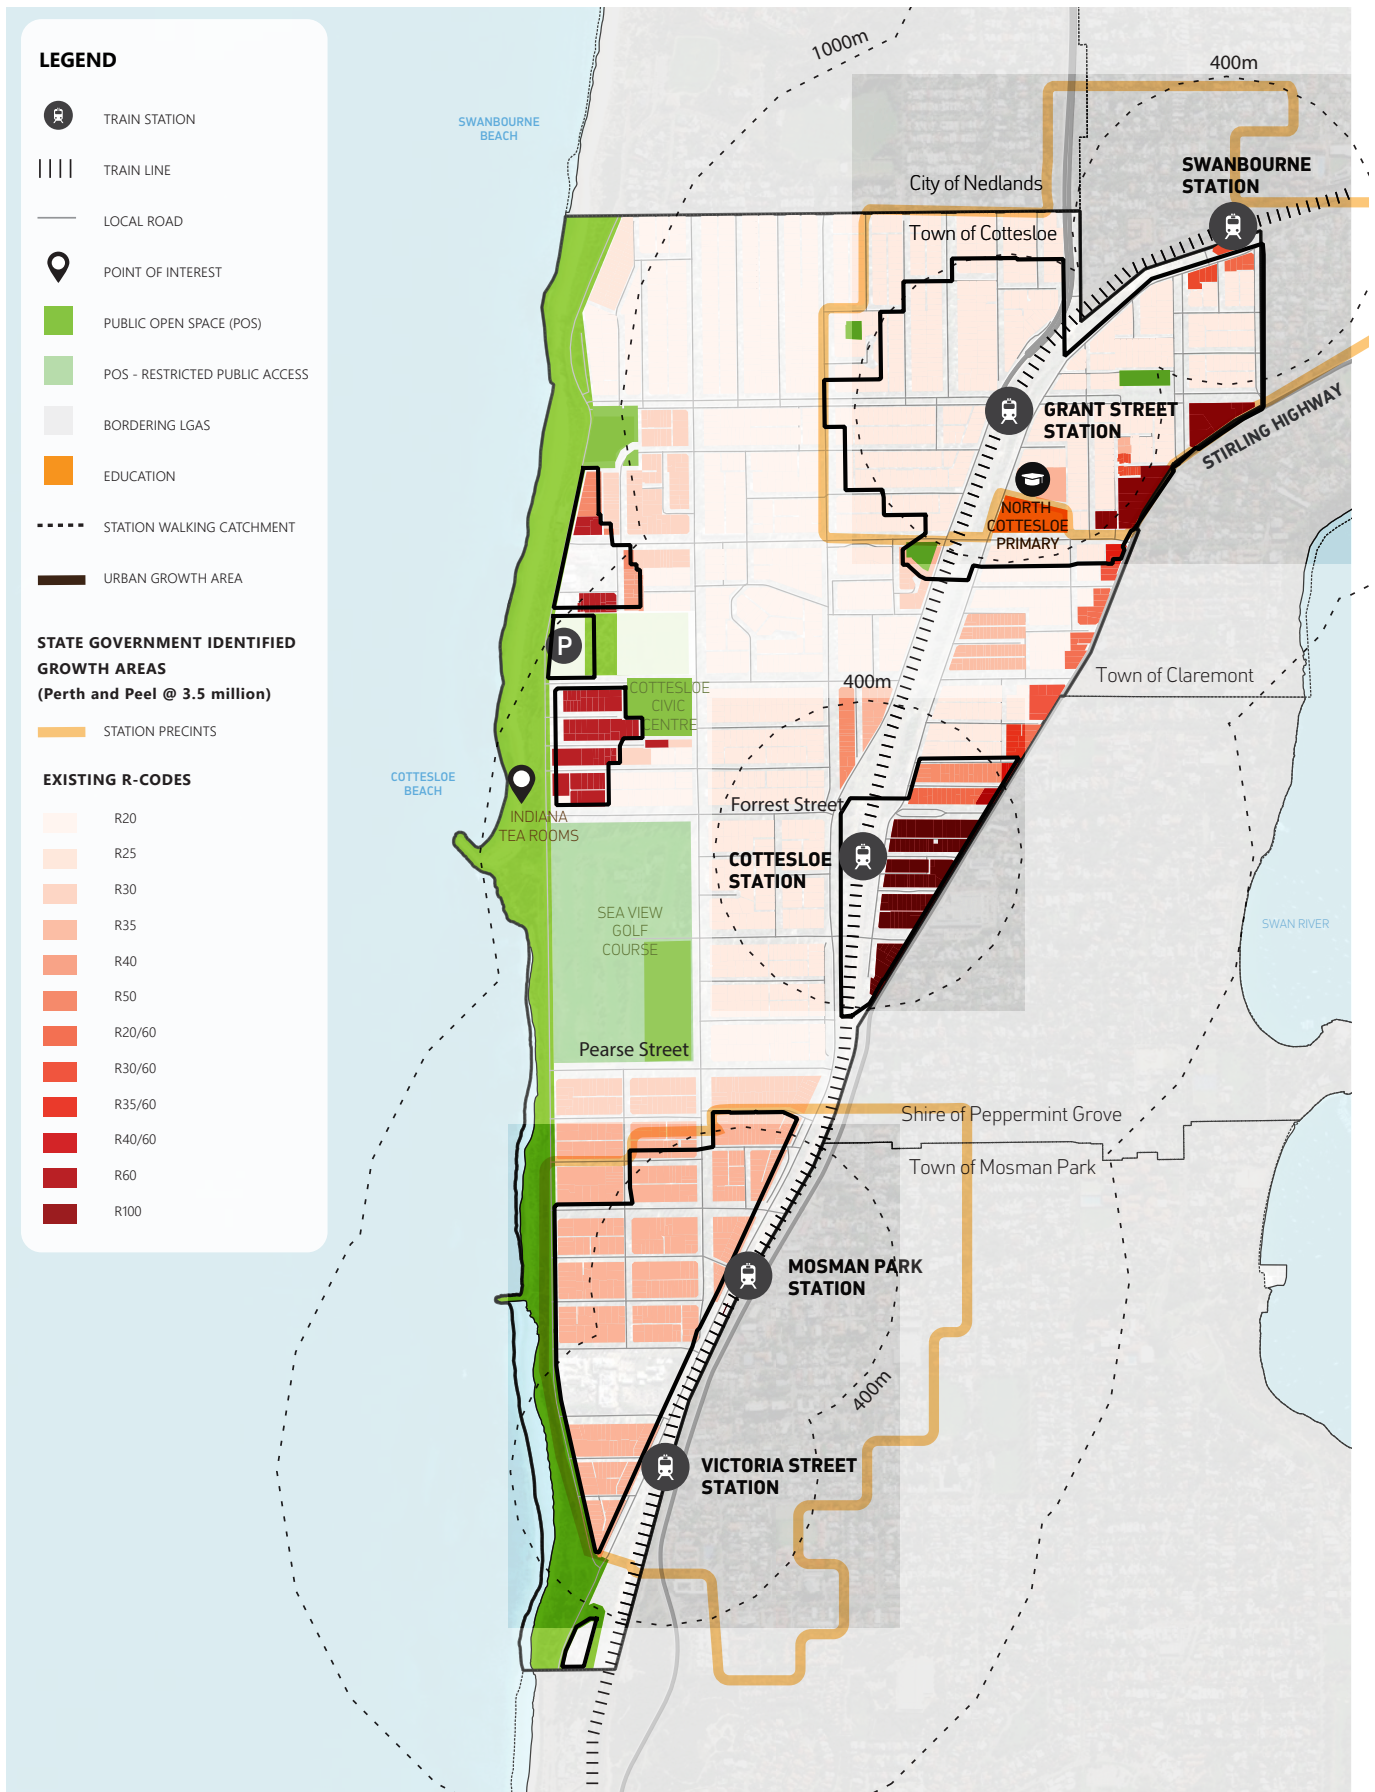 LEGEND
TRAIN STATION
TRAIN LINE
LOCAL ROAD
POINT OF INTEREST
PUBLIC OPEN SPACE (POS)
POS - RESTRICTED PUBLIC ACCESS
BORDERING LGAS
EDUCATION
STATION WALKING CATCHMENT
URBAN GROWTH AREA
STATE GOVERNMENT IDENTIFIED
GROWTH AREAS
(Perth and Peel @ 3.5 million)
STATION PRECINTS
EXISTING R-CODES
R20
R25
R30
R35
R40
R50
R20/60
R30/60
R35/60
R40/60
R60
R100
1000m
400m
SWANBOURNE
BEACH
SWANBOURNE
STATION
City of Nedlands
Town of Cottesloe
GRANT STREET
STATION
STIRLING HIGHWAY
NORTH
COTTESLOE
PRIMARY
P
Town of Claremont
400m
COTTESLOE
CIVIC
CENTRE
COTTESLOE
BEACH
INDIANA
TEA ROOMS
Forrest Street
COTTESLOE
STATION
SEA VIEW
GOLF
COURSE
SWAN RIVER
Pearse Street
Shire of Peppermint Grove
Town of Mosman Park
MOSMAN PARK
STATION
400m
VICTORIA STREET
STATION